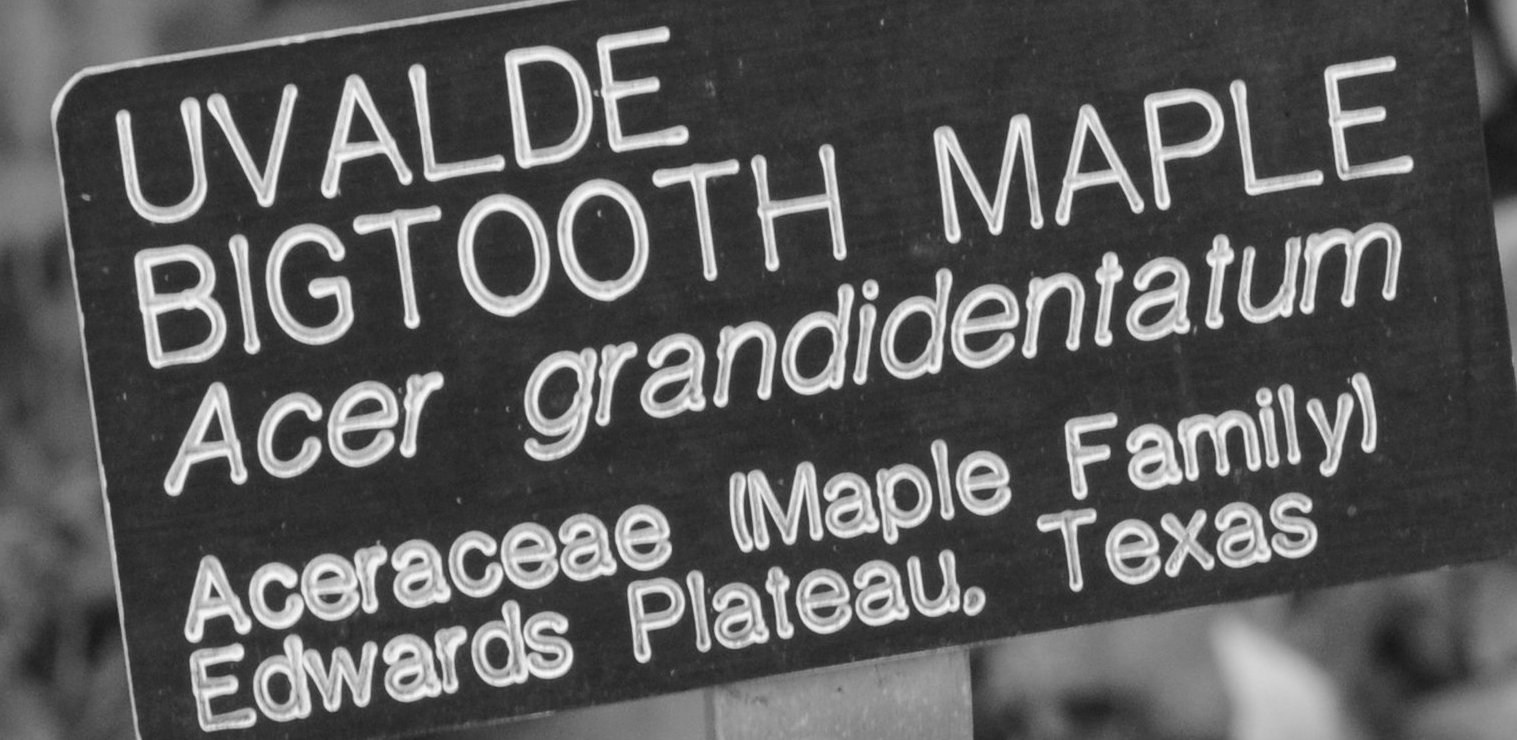 UVALDE
BIGTOOTH MAPLE
Acer grandidentatum
Aceraceae (Maple Family)
Edwards Plateau, Texas